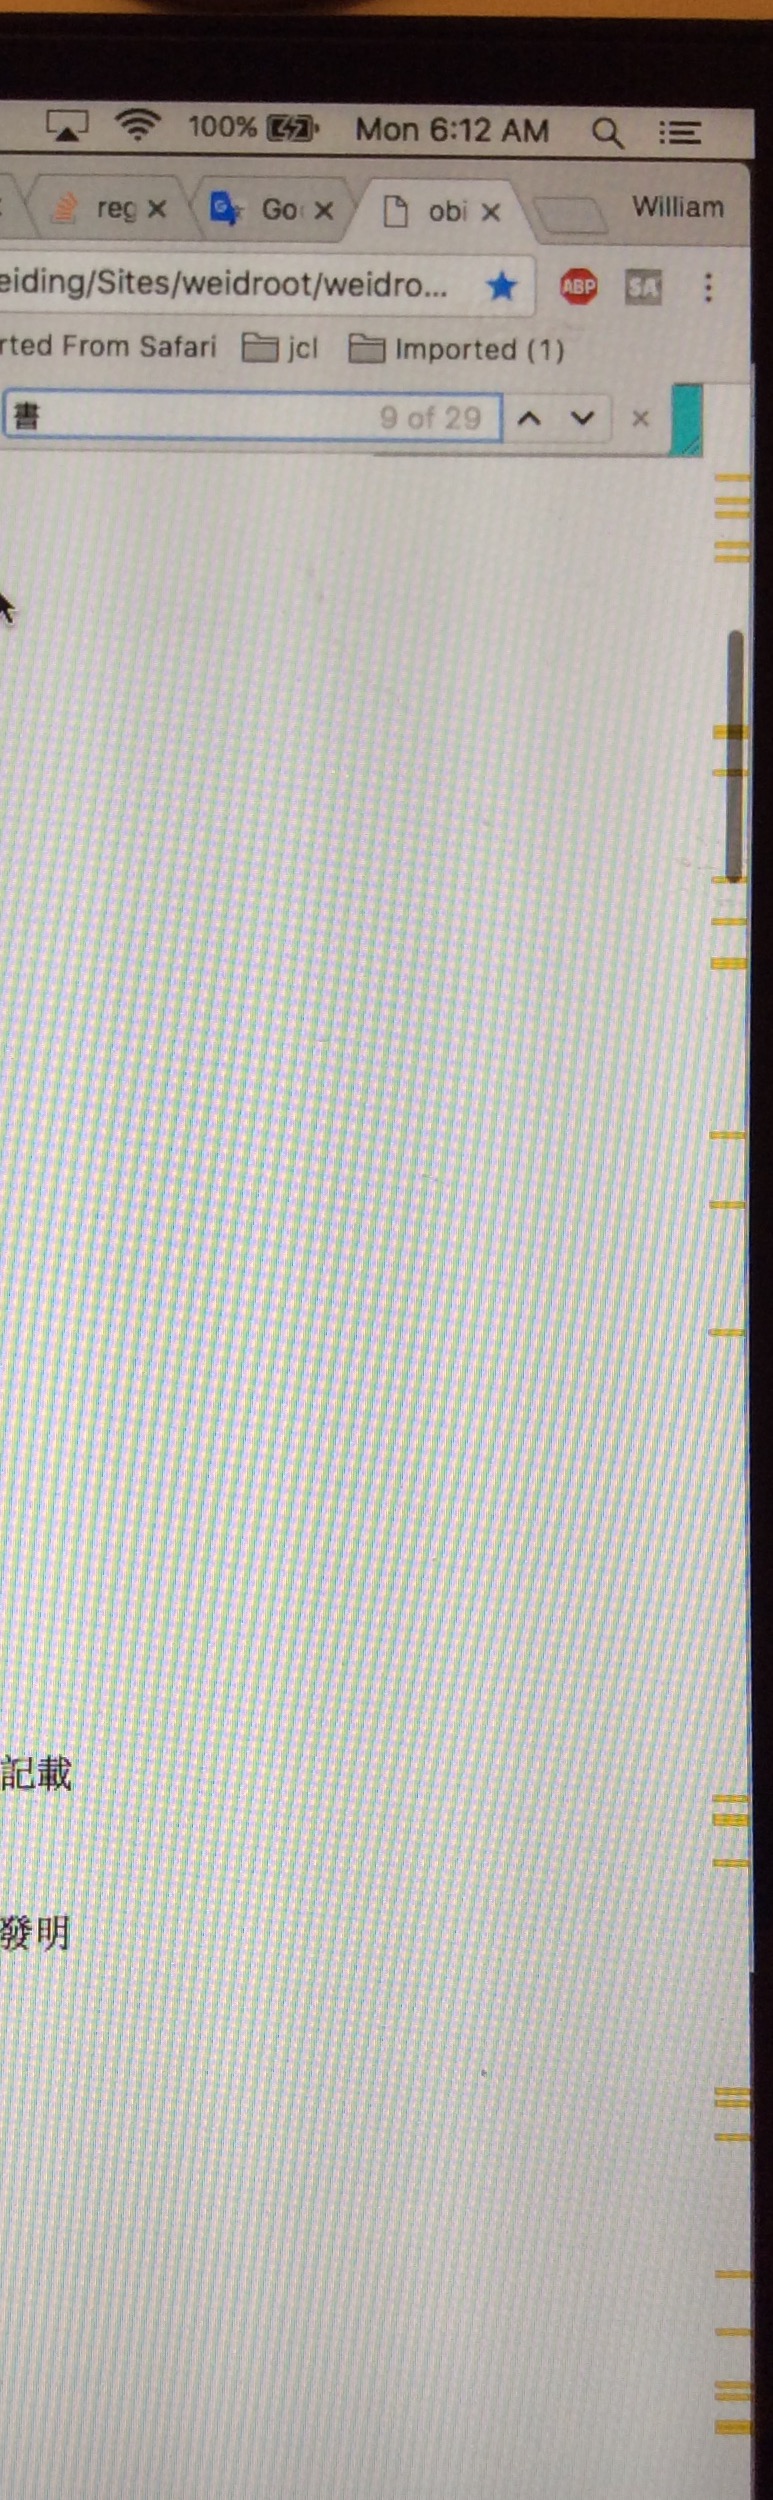 100% Mon 6:12 AM
reg Go obi William
eiding/Sites/weidroot/weidro... ABP SA
rted From Safari jcl Imported (1)
書 9 of 29
記載
發明